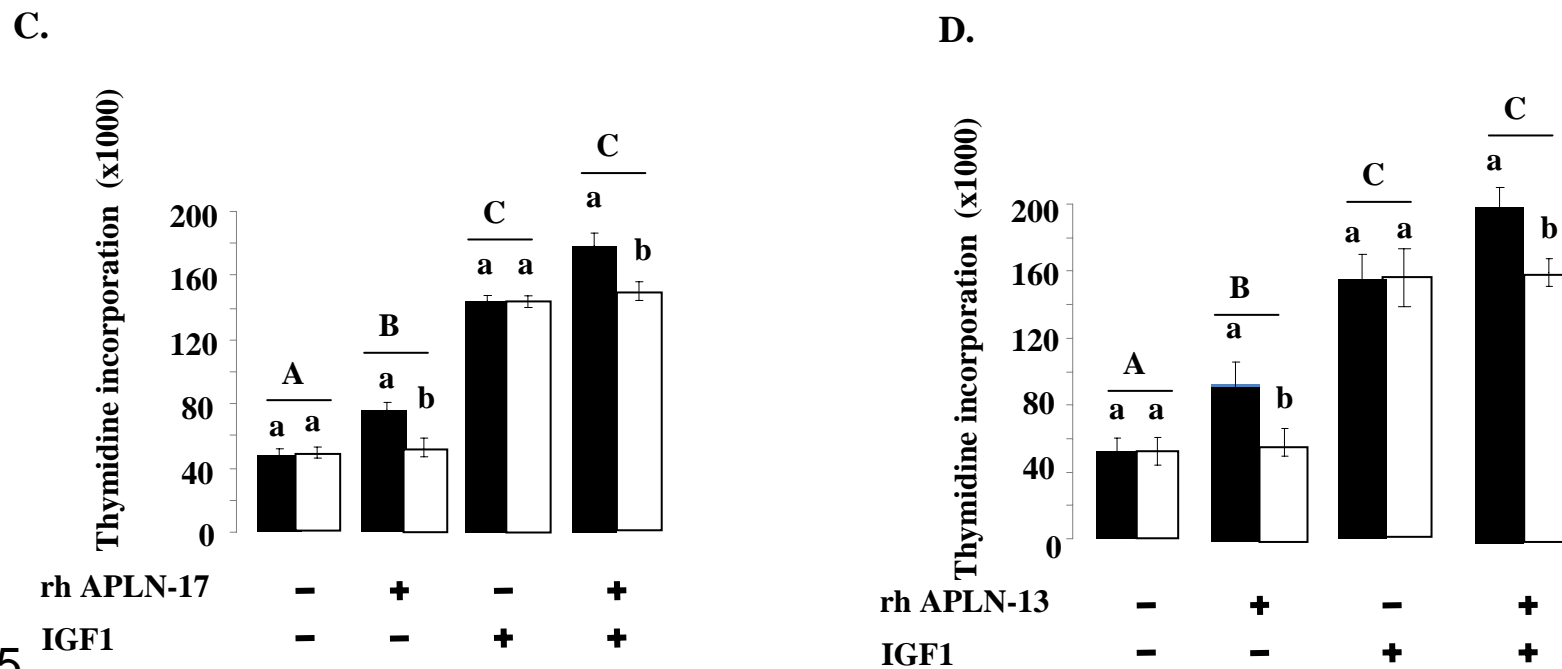 C.
Thymidine incorporation (x1000)
200
160
120
80
40
0
A
a a
B
a
b
C
a a
C
a
b
rh APLN-17 – + – +
IGF1 – – + +
5
D.
Thymidine incorporation (x1000)
200
160
120
80
40
0
A
a a
B
a
b
C
a a
C
a
b
rh APLN-13 – + – +
IGF1 – – + +